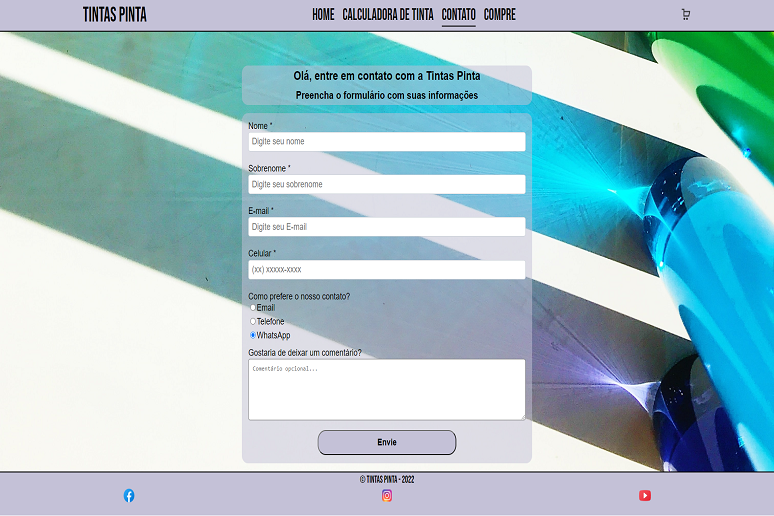 TINTAS PINTA
HOME CALCULADORA DE TINTA CONTATO COMPRE
Olá, entre em contato com a Tintas Pinta
Preencha o formulário com suas informações
Nome *
Digite seu nome
Sobrenome *
Digite seu sobrenome
E-mail *
Digite seu E-mail
Celular *
(xx) xxxxx-xxxx
Como prefere o nosso contato?
Email
Telefone
WhatsApp
Gostaria de deixar um comentário?
Comentário opcional...
Envie
© TINTAS PINTA - 2022